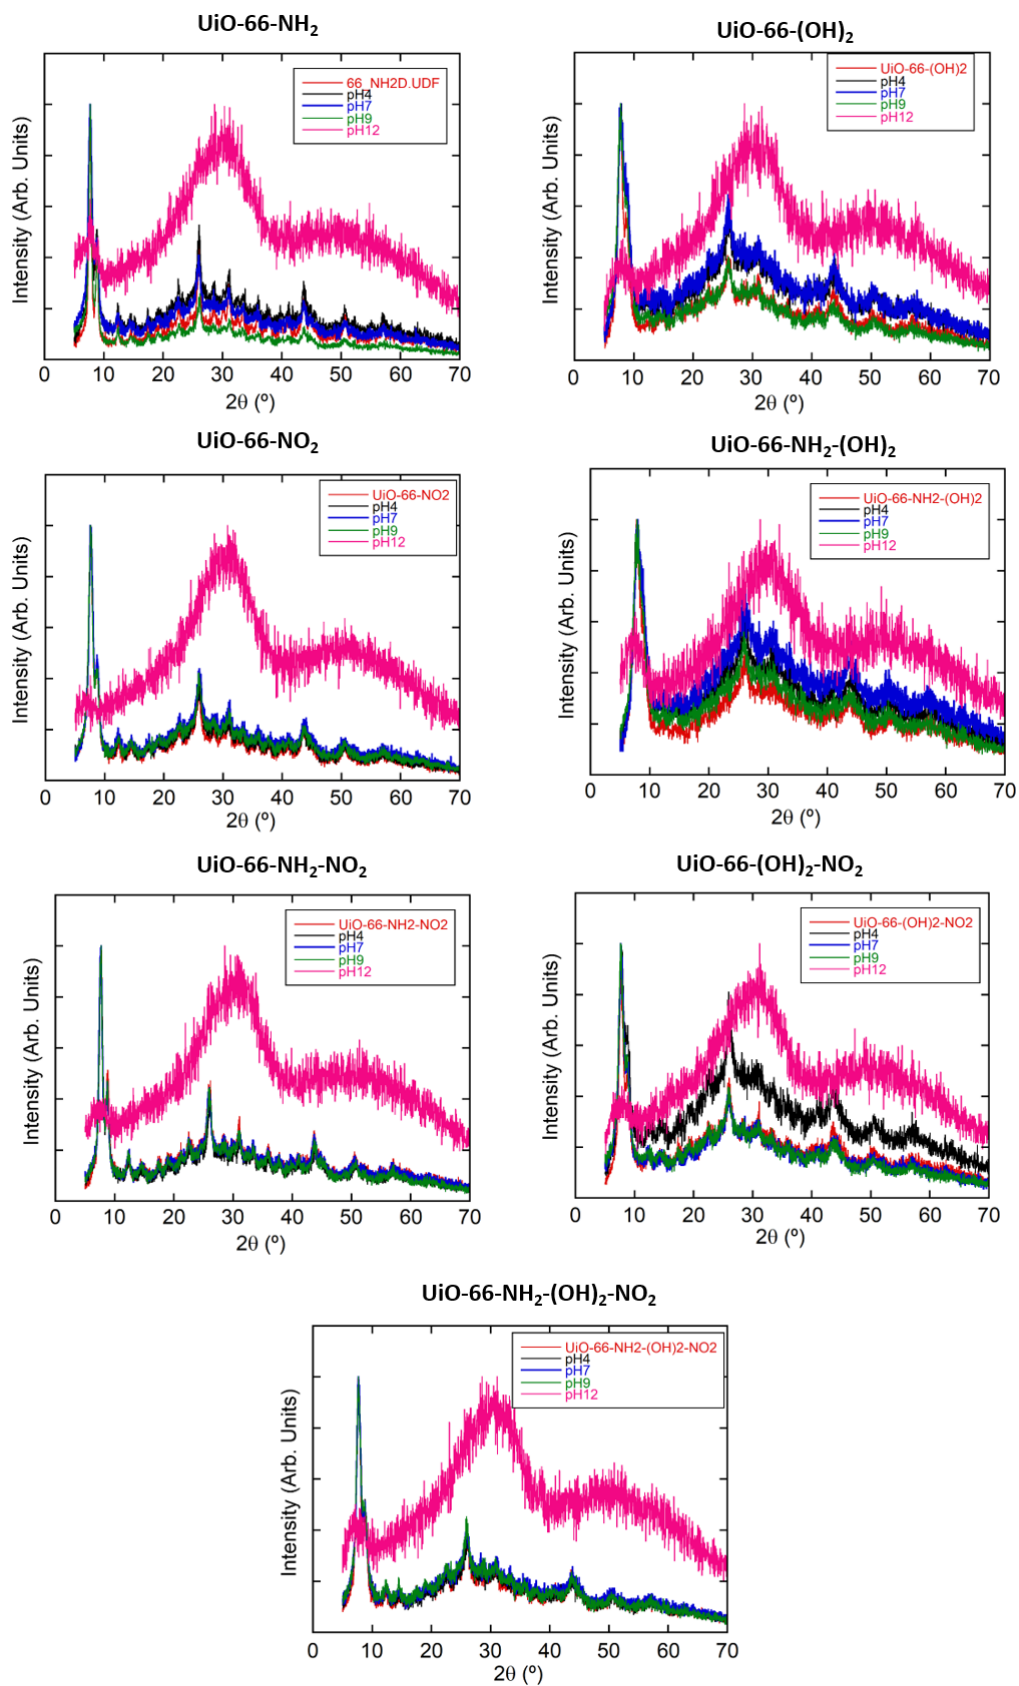 UiO-66-NH₂
66_NH2D.UDF
pH4
pH7
pH9
pH12
Intensity (Arb. Units)
0 10 20 30 40 50 60 70
2θ (º)
UiO-66-(OH)₂
UiO-66-(OH)2
pH4
pH7
pH9
pH12
Intensity (Arb. Units)
0 10 20 30 40 50 60 70
2θ (º)
UiO-66-NO₂
UiO-66-NO2
pH4
pH7
pH9
pH12
Intensity (Arb. Units)
0 10 20 30 40 50 60 70
2θ (º)
UiO-66-NH₂-(OH)₂
UiO-66-NH2-(OH)2
pH4
pH7
pH9
pH12
Intensity (Arb. Units)
0 10 20 30 40 50 60 70
2θ (º)
UiO-66-NH₂-NO₂
UiO-66-NH2-NO2
pH4
pH7
pH9
pH12
Intensity (Arb. Units)
0 10 20 30 40 50 60 70
2θ (º)
UiO-66-(OH)₂-NO₂
UiO-66-(OH)2-NO2
pH4
pH7
pH9
pH12
Intensity (Arb. Units)
0 10 20 30 40 50 60 70
2θ (º)
UiO-66-NH₂-(OH)₂-NO₂
UiO-66-NH2-(OH)2-NO2
pH4
pH7
pH9
pH12
Intensity (Arb. Units)
0 10 20 30 40 50 60 70
2θ (º)